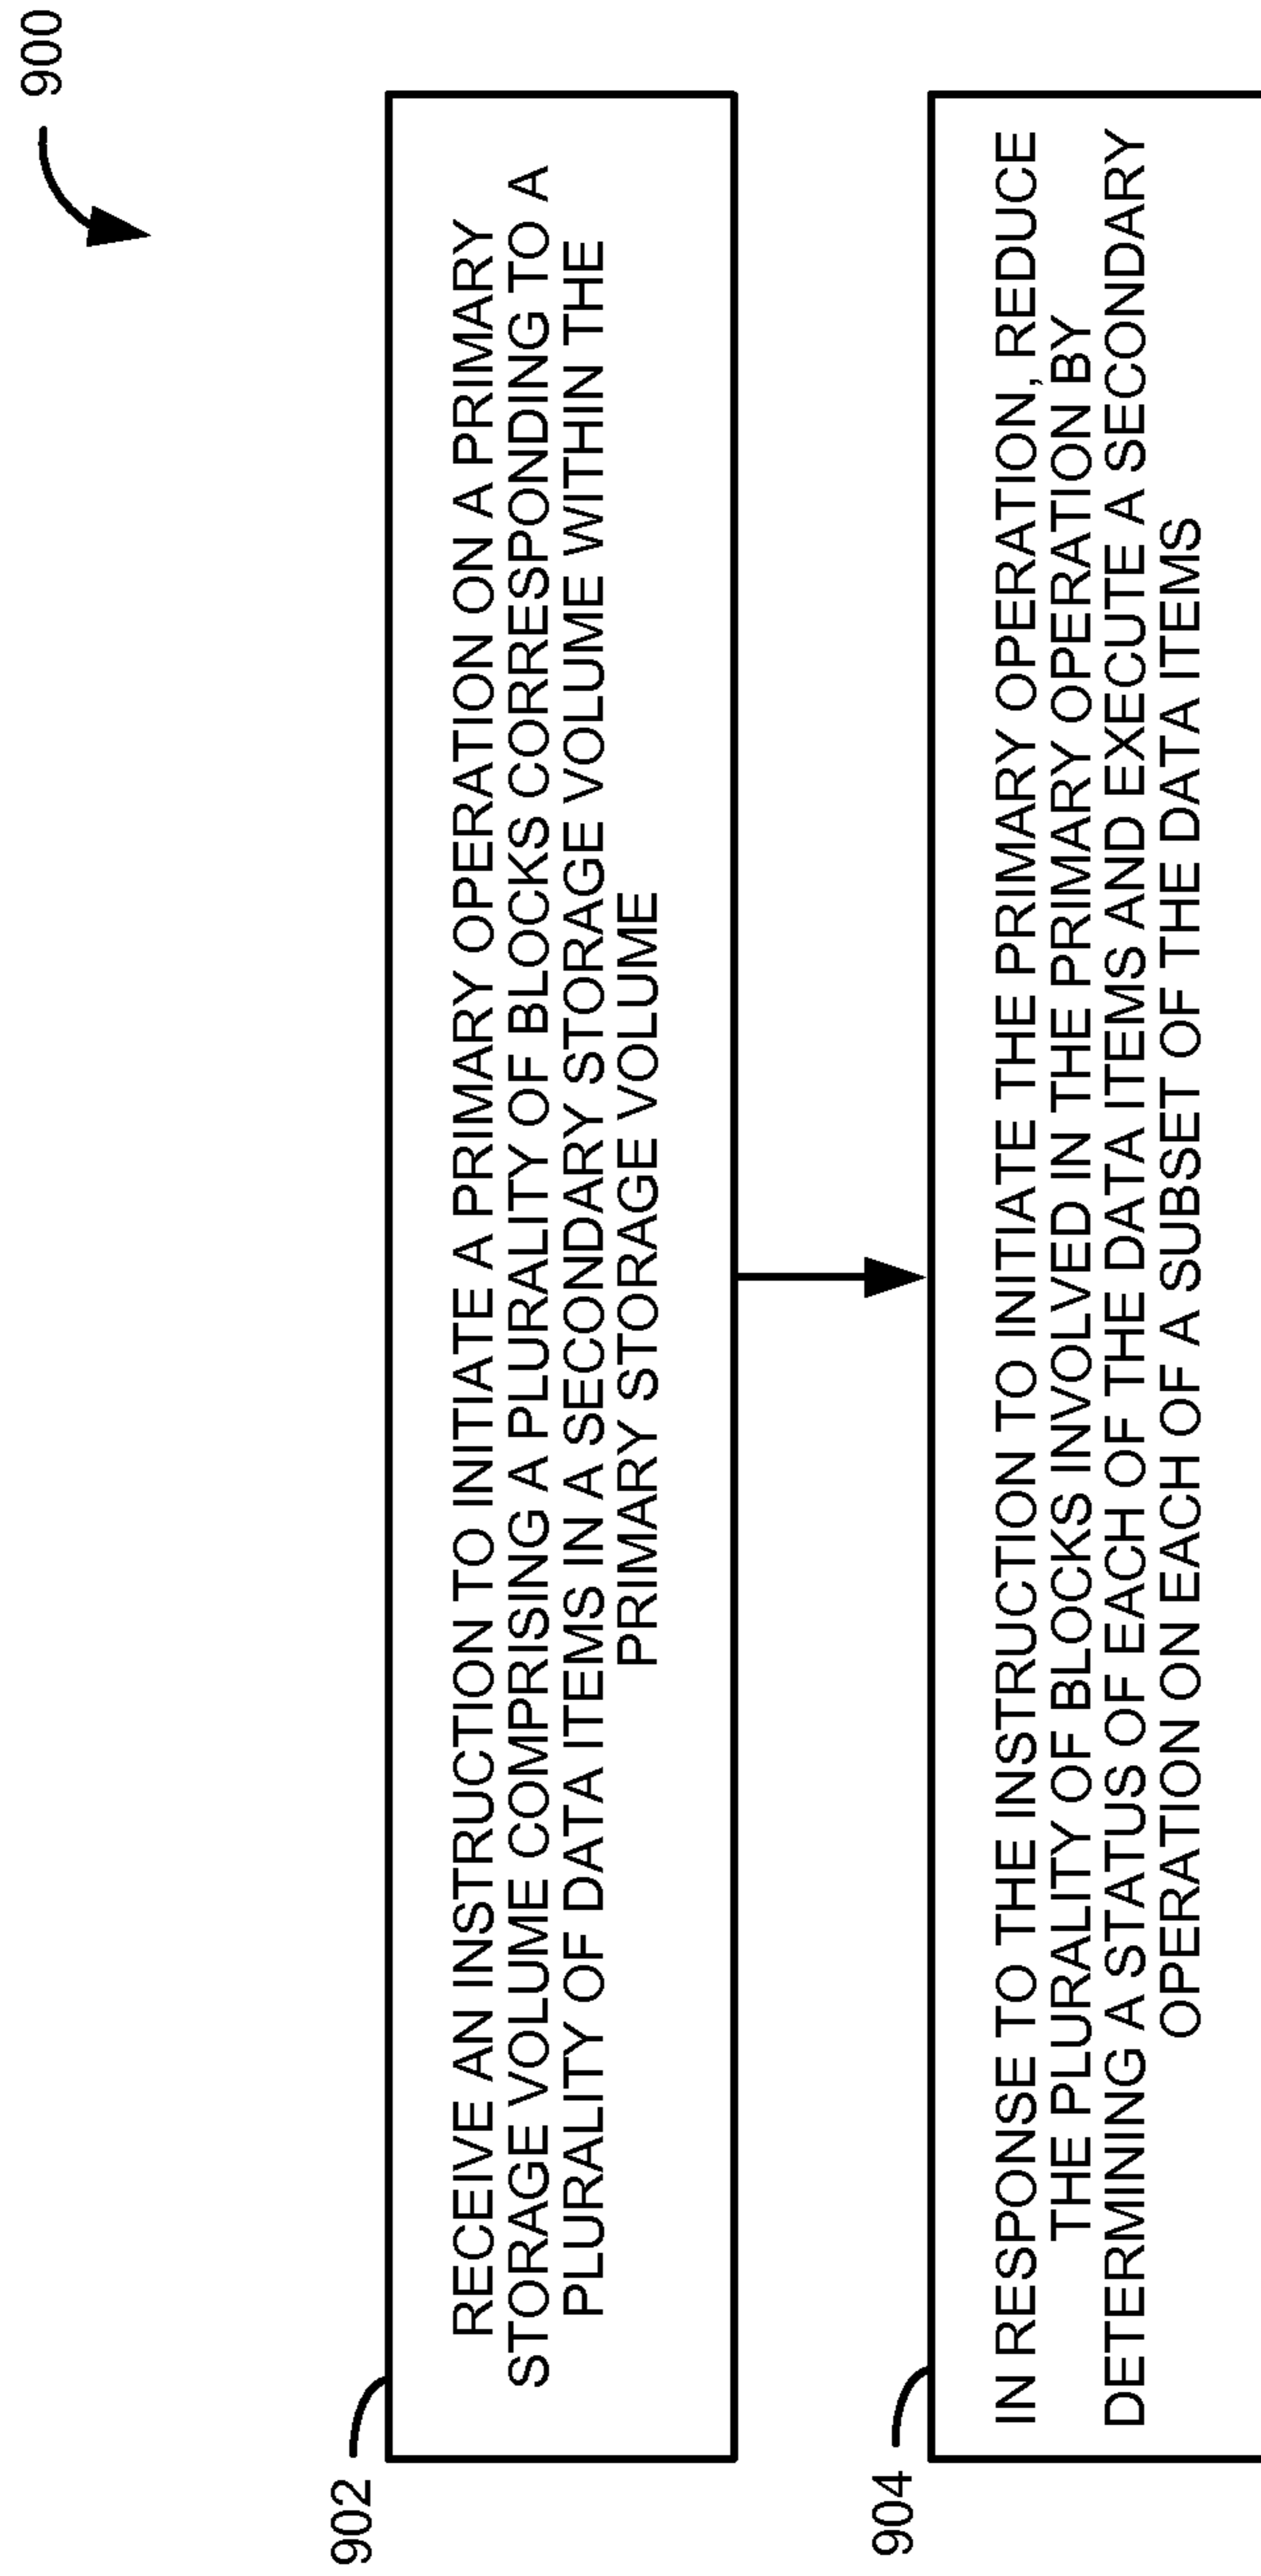 900
902
RECEIVE AN INSTRUCTION TO INITIATE A PRIMARY OPERATION ON A PRIMARY
STORAGE VOLUME COMPRISING A PLURALITY OF BLOCKS CORRESPONDING TO A
PLURALITY OF DATA ITEMS IN A SECONDARY STORAGE VOLUME WITHIN THE
PRIMARY STORAGE VOLUME
904
IN RESPONSE TO THE INSTRUCTION TO INITIATE THE PRIMARY OPERATION, REDUCE
THE PLURALITY OF BLOCKS INVOLVED IN THE PRIMARY OPERATION BY
DETERMINING A STATUS OF EACH OF THE DATA ITEMS AND EXECUTE A SECONDARY
OPERATION ON EACH OF A SUBSET OF THE DATA ITEMS